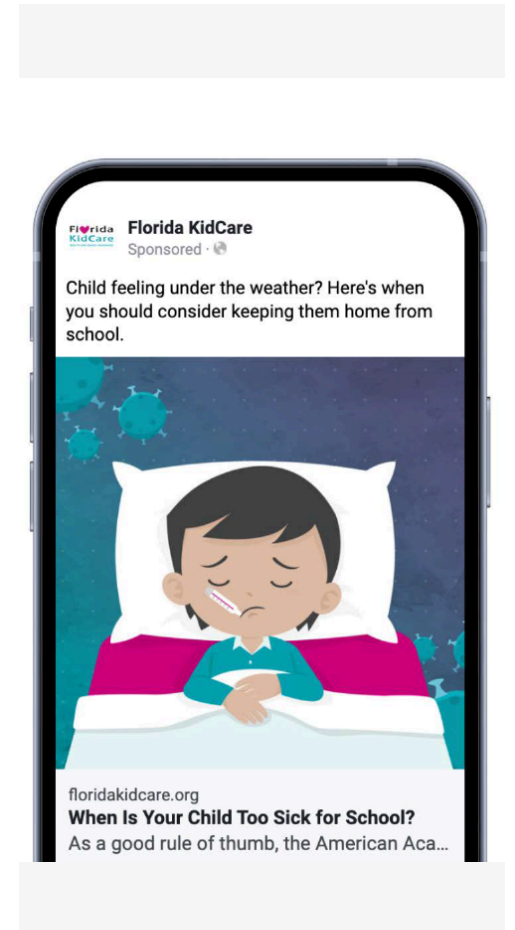 Florida
KidCare
Florida KidCare
Sponsored ·
Child feeling under the weather? Here's when
you should consider keeping them home from
school.
floridakidcare.org
When Is Your Child Too Sick for School?
As a good rule of thumb, the American Aca...